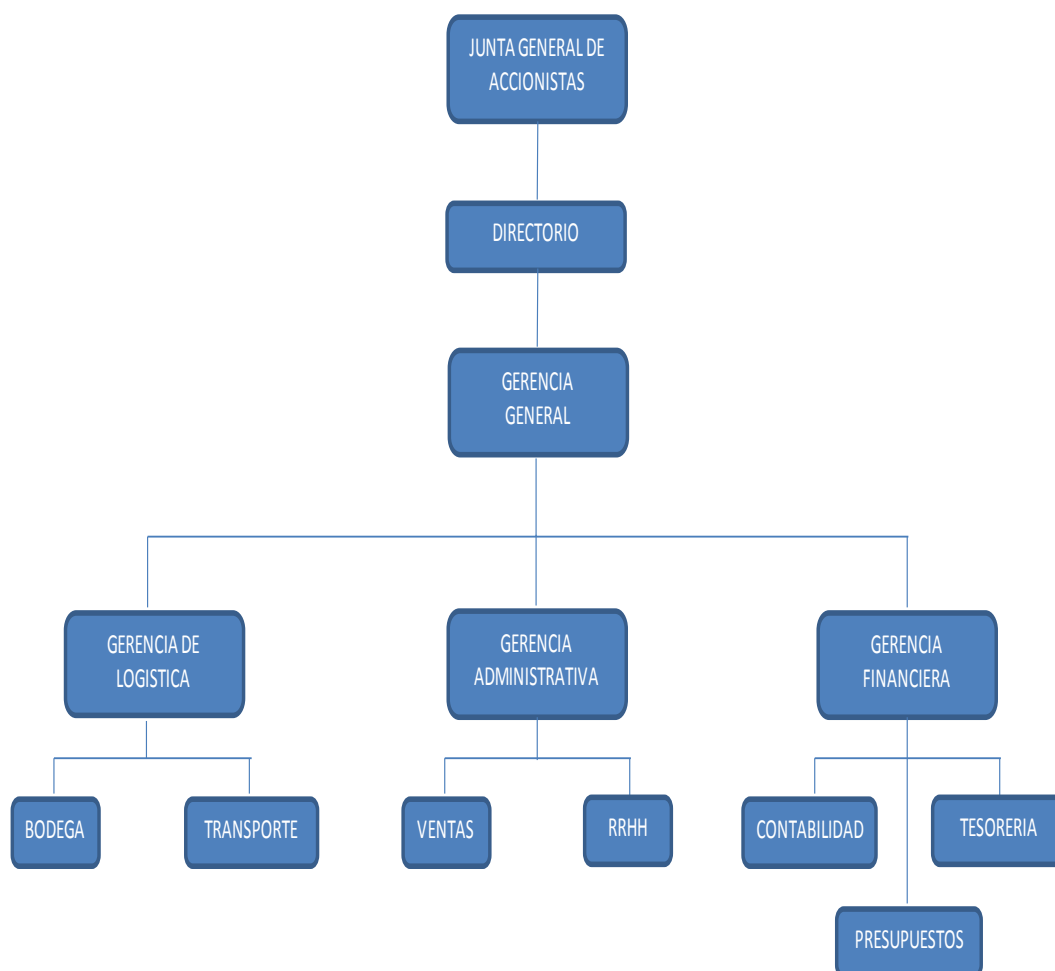 JUNTA GENERAL DE
ACCIONISTAS
DIRECTORIO
GERENCIA
GENERAL
GERENCIA DE
LOGISTICA
GERENCIA
ADMINISTRATIVA
GERENCIA
FINANCIERA
BODEGA
TRANSPORTE
VENTAS
RRHH
CONTABILIDAD
TESORERIA
PRESUPUESTOS